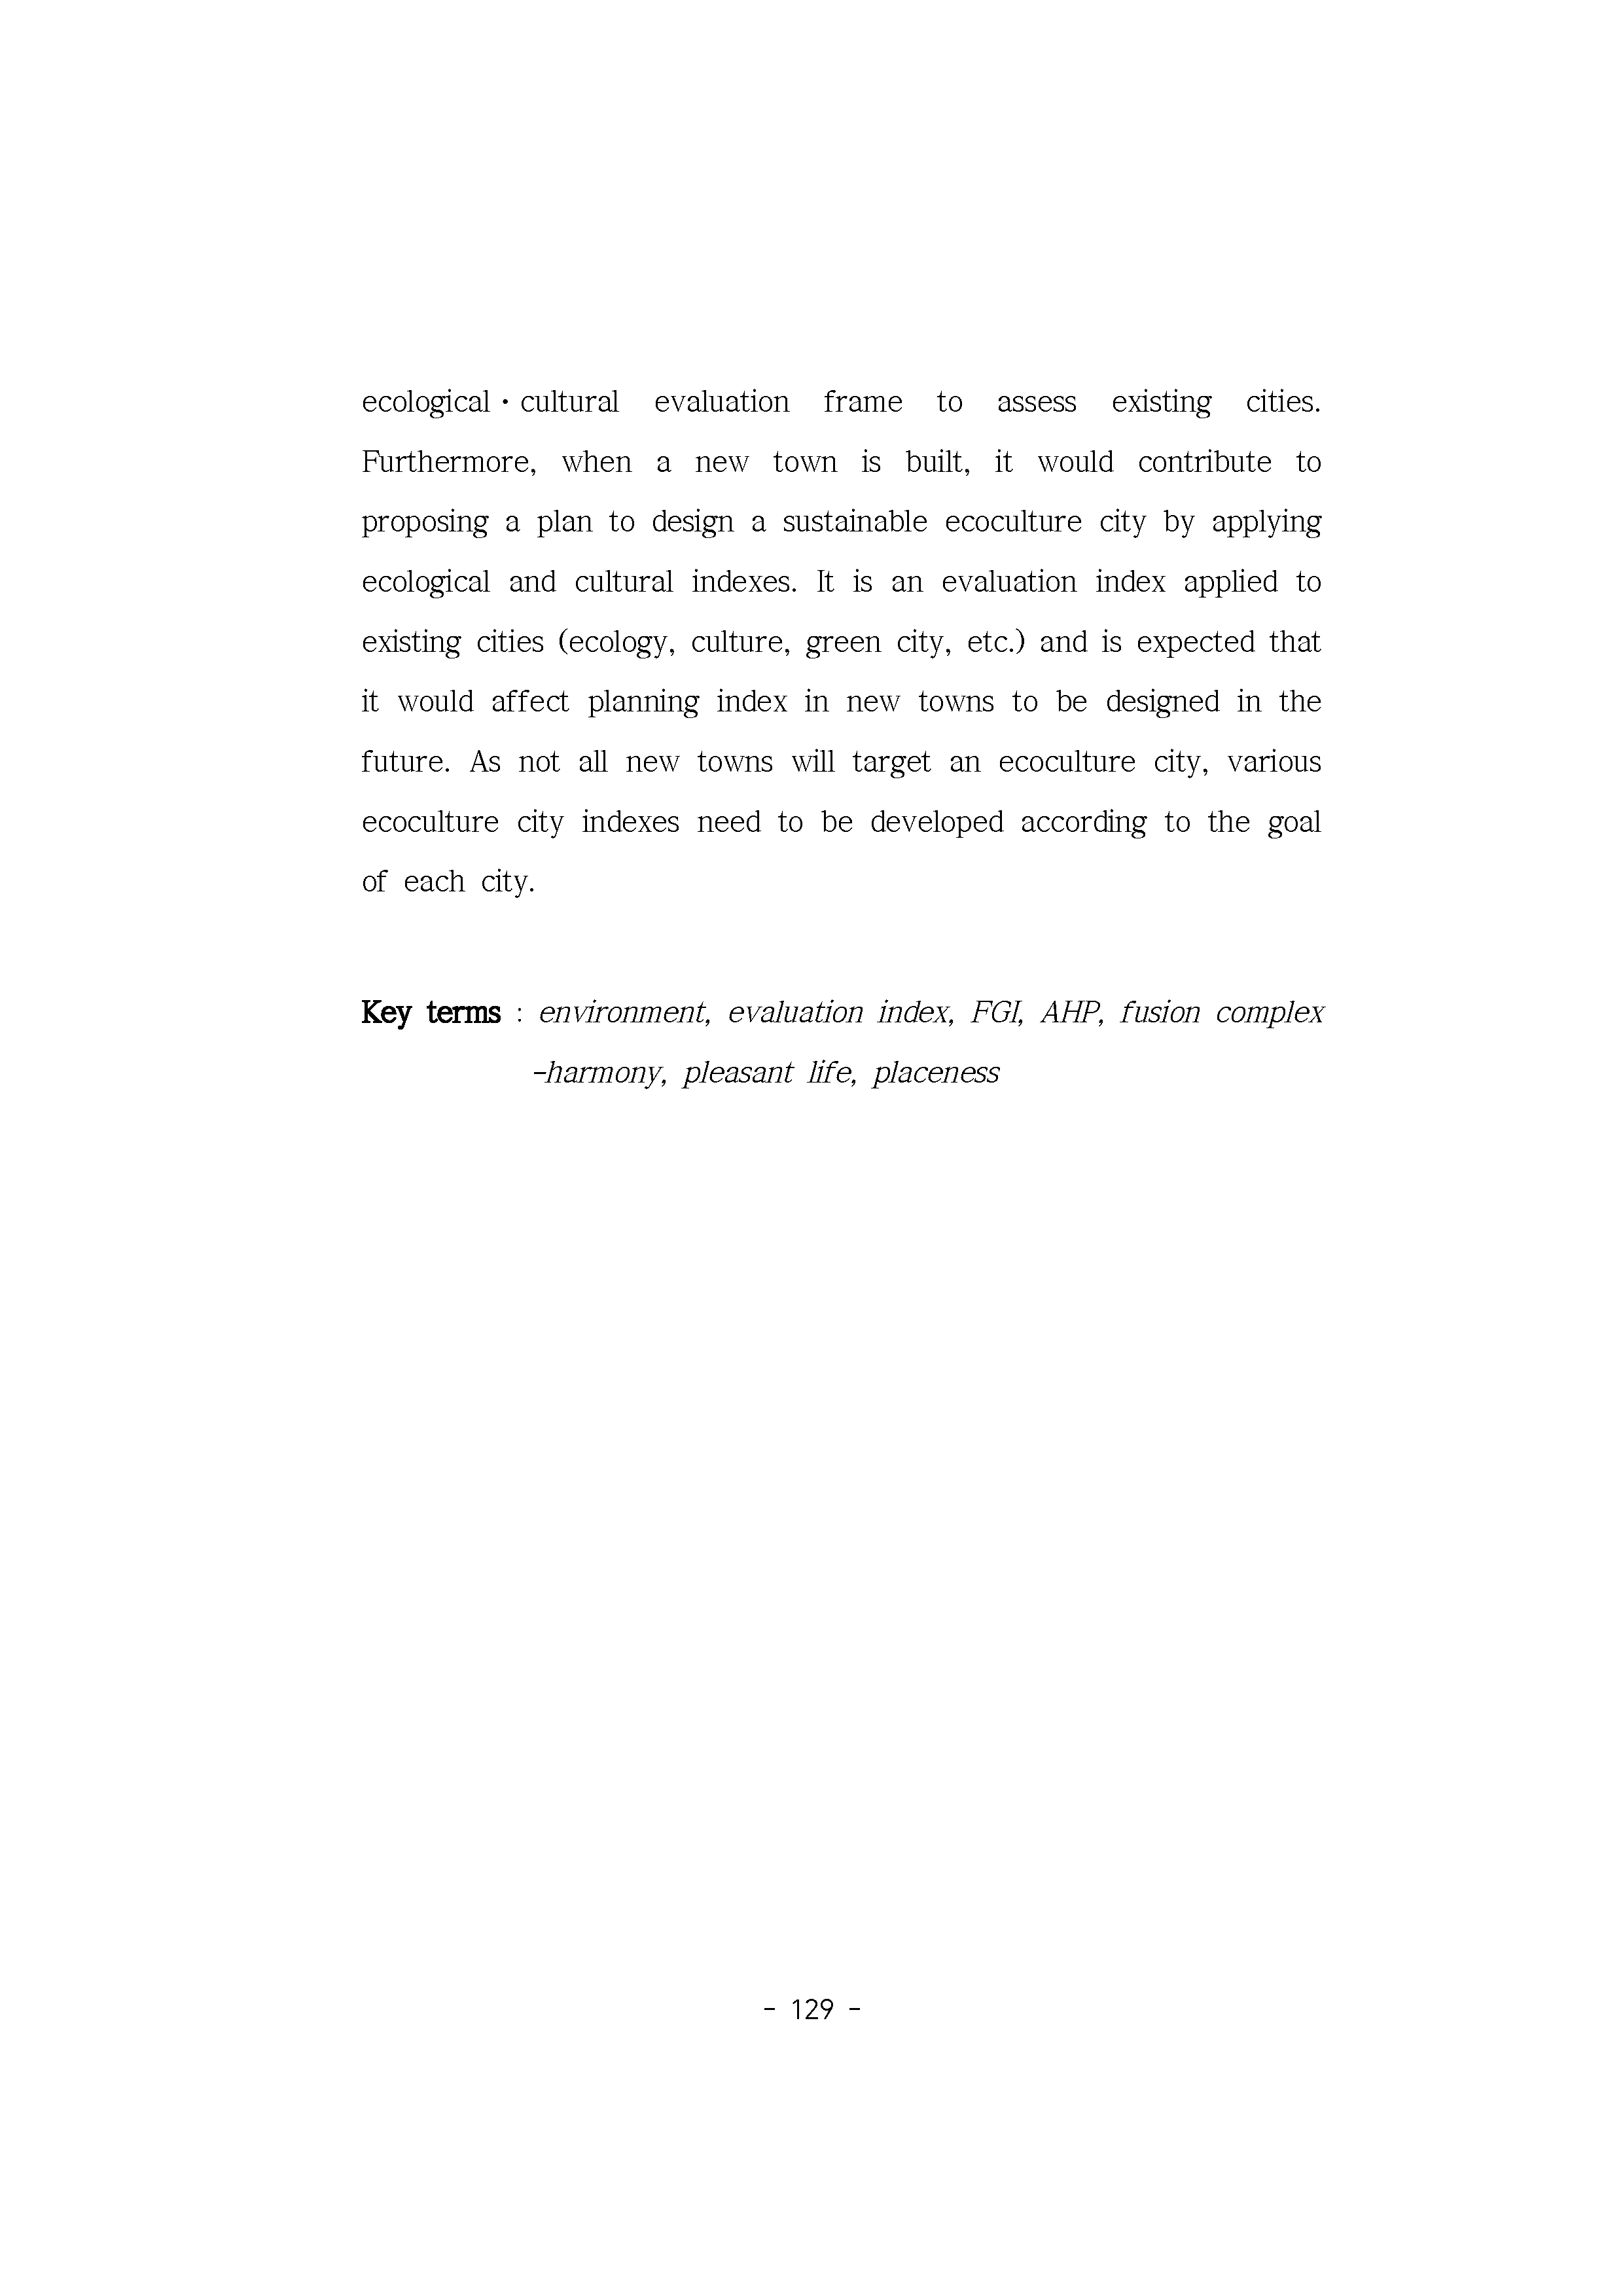 ecological・cultural evaluation frame to assess existing cities.
Furthermore, when a new town is built, it would contribute to
proposing a plan to design a sustainable ecoculture city by applying
ecological and cultural indexes. It is an evaluation index applied to
existing cities (ecology, culture, green city, etc.) and is expected that
it would affect planning index in new towns to be designed in the
future. As not all new towns will target an ecoculture city, various
ecoculture city indexes need to be developed according to the goal
of each city.
Key terms : environment, evaluation index, FGI, AHP, fusion complex
-harmony, pleasant life, placeness
- 129 -